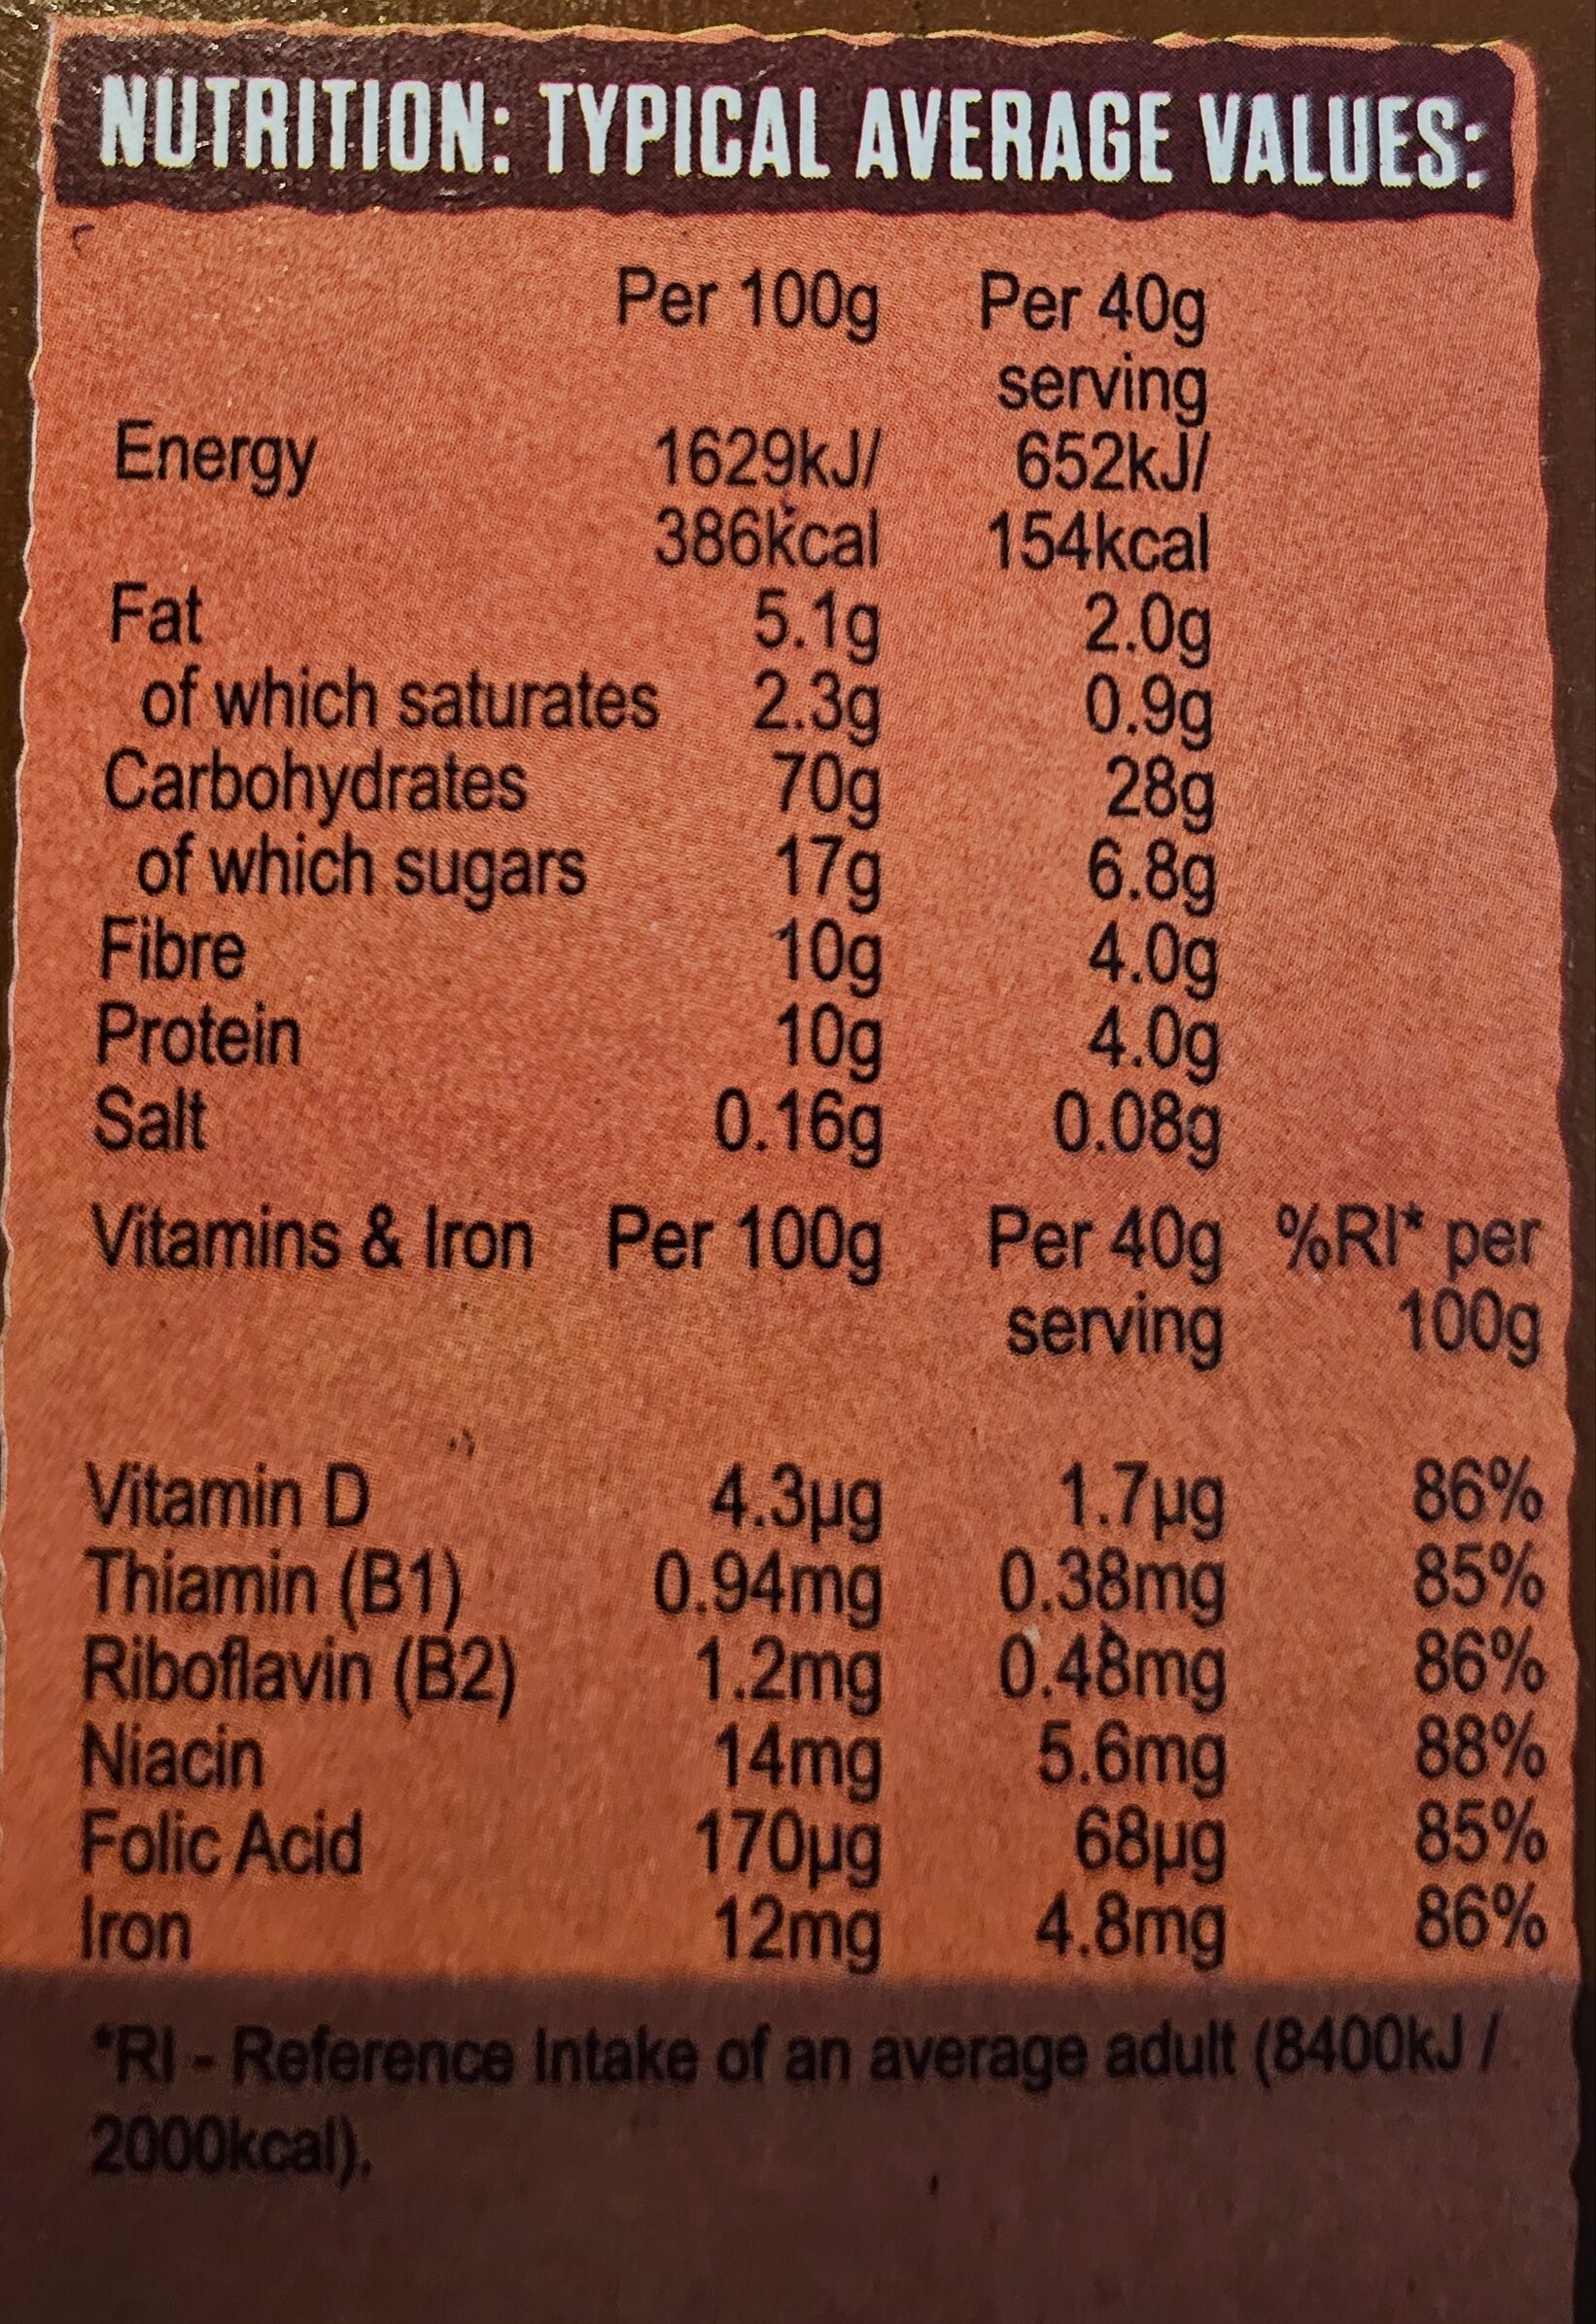 NUTRITION: TYPICAL AVERAGE VALUES:
Per 100g Per 40g
serving
Energy 1629kJ/ 652kJ/
386kcal 154kcal
Fat 5.1g 2.0g
of which saturates 2.3g 0.9g
Carbohydrates 70g 28g
of which sugars 17g 6.8g
Fibre 10g 4.0g
Protein 10g 4.0g
Salt 0.16g 0.08g
Vitamins & Iron Per 100g Per 40g %RI* per
serving 100g
Vitamin D 4.3µg 1.7µg 86%
Thiamin (B1) 0.94mg 0.38mg 85%
Riboflavin (B2) 1.2mg 0.48mg 86%
Niacin 14mg 5.6mg 88%
Folic Acid 170µg 68µg 85%
Iron 12mg 4.8mg 86%
*RI - Reference Intake of an average adult (8400kJ /
2000kcal).